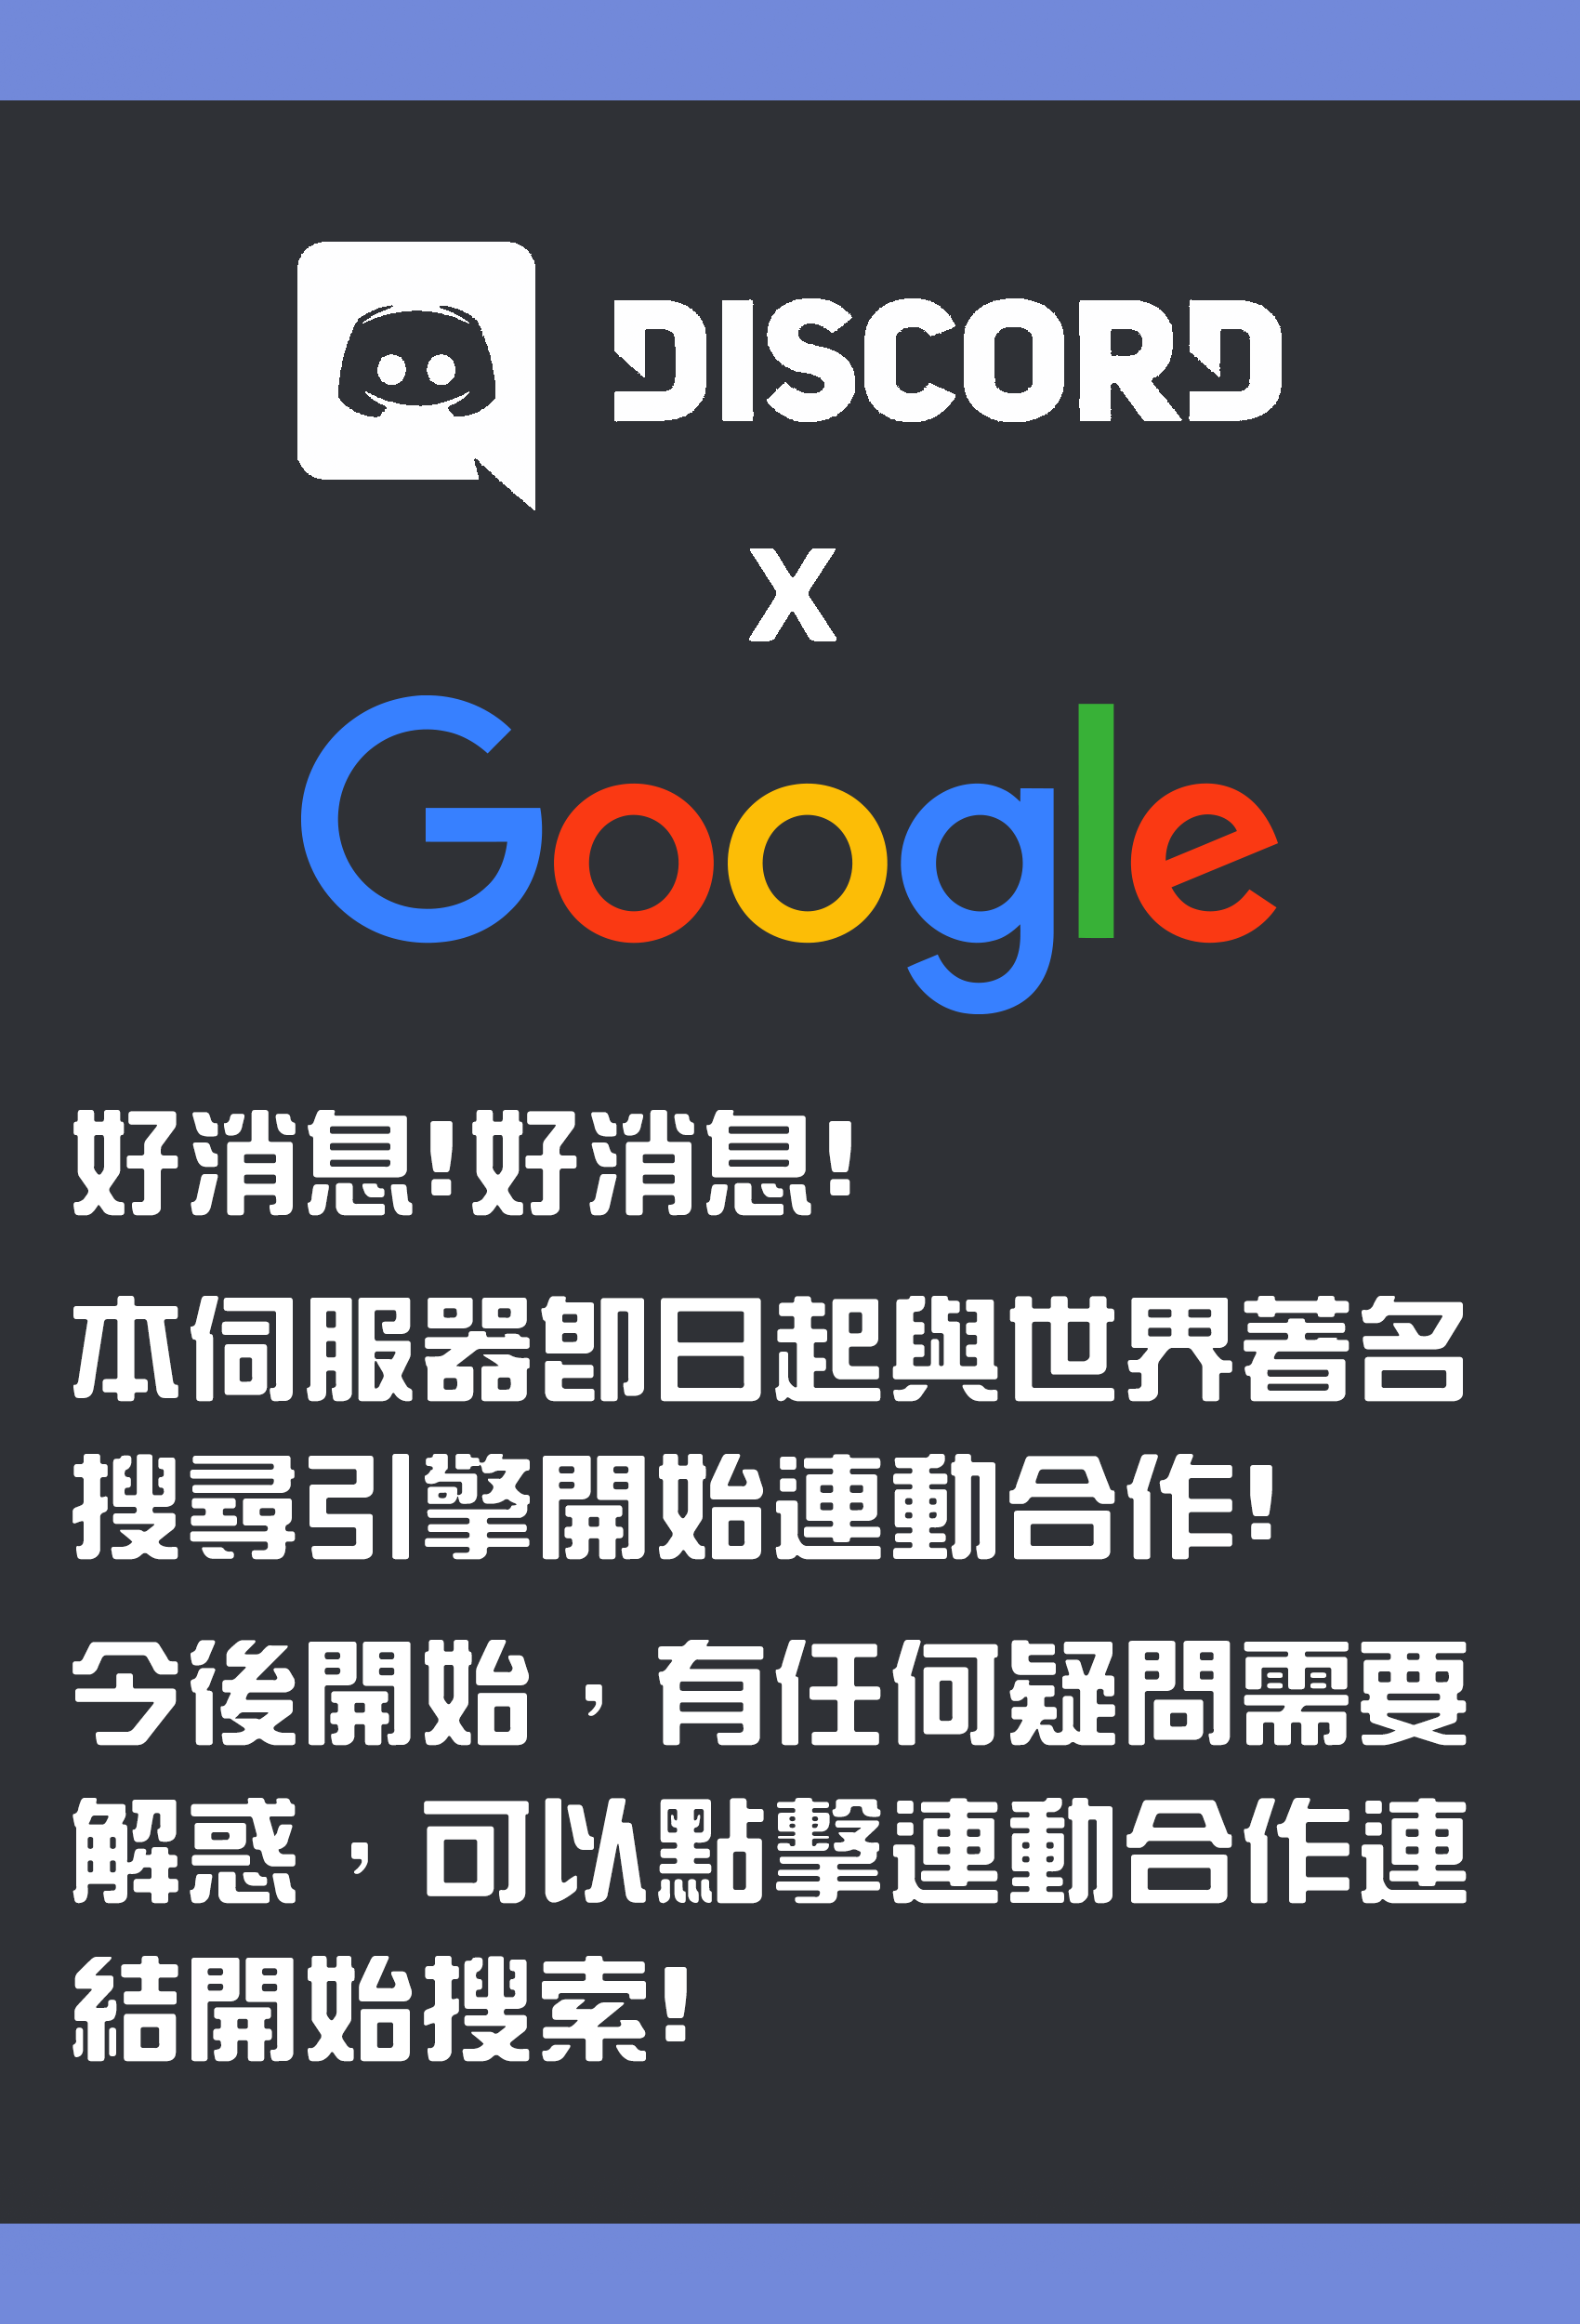 DISCORD
X
Google
好消息!好消息!
本伺服器即日起與世界著名
搜尋引擎開始連動合作!
今後開始，有任何疑問需要
解惑，可以點擊連動合作連
結開始搜索!